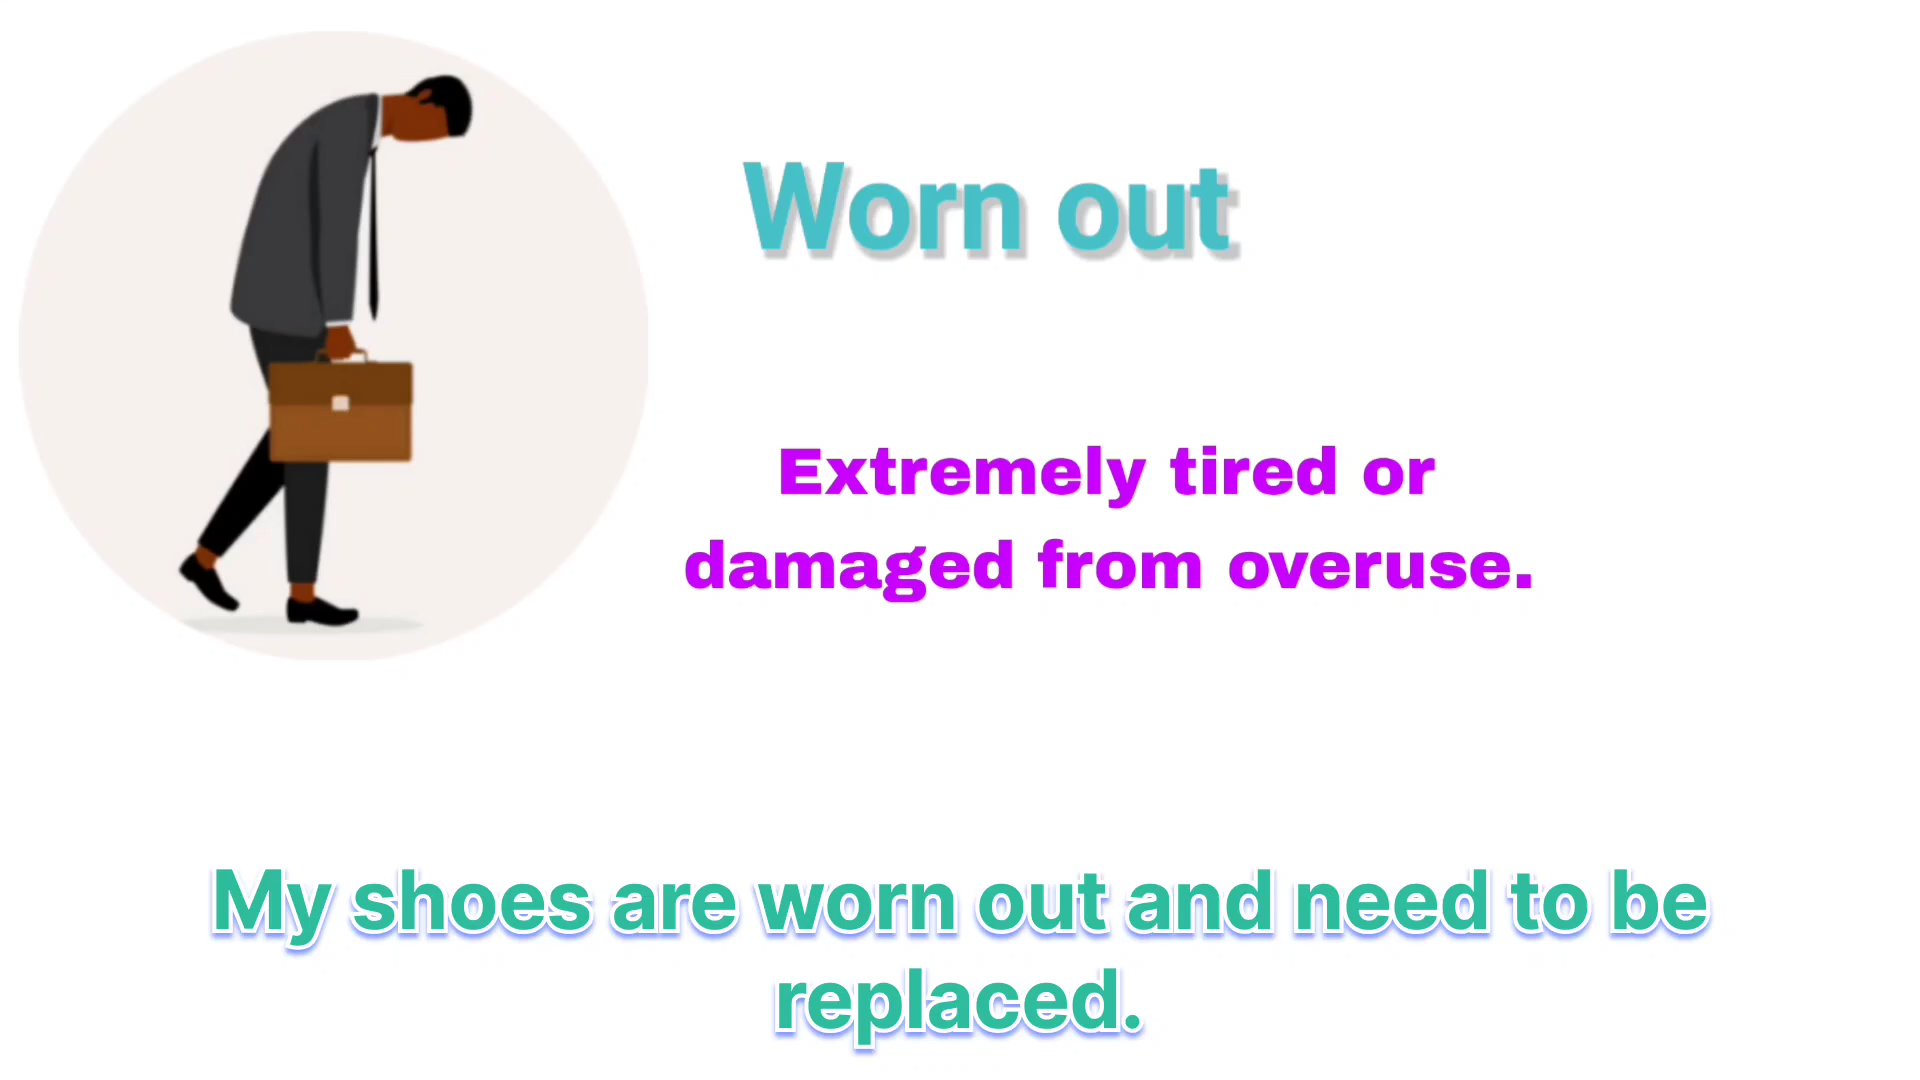 Worn out
Extremely tired or
damaged from overuse.
My shoes are worn out and need to be
replaced.